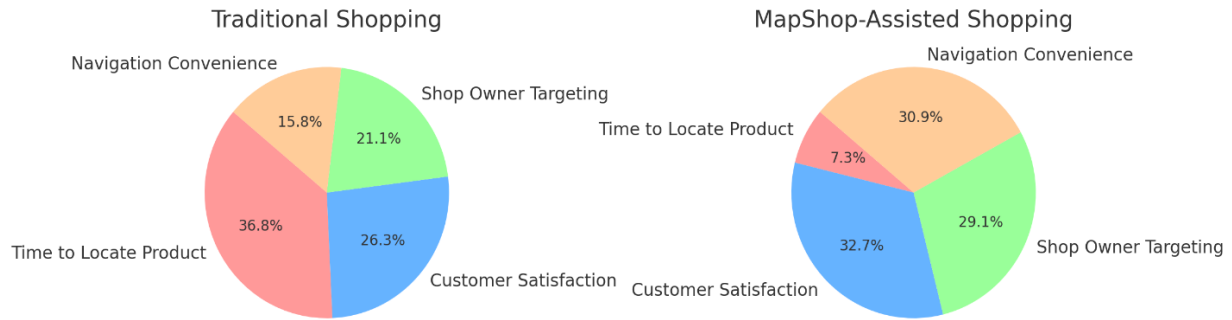 Traditional Shopping
Navigation Convenience
15.8%
Shop Owner Targeting
21.1%
Time to Locate Product
36.8%
Customer Satisfaction
26.3%
MapShop-Assisted Shopping
Navigation Convenience
30.9%
Time to Locate Product
7.3%
Shop Owner Targeting
29.1%
Customer Satisfaction
32.7%